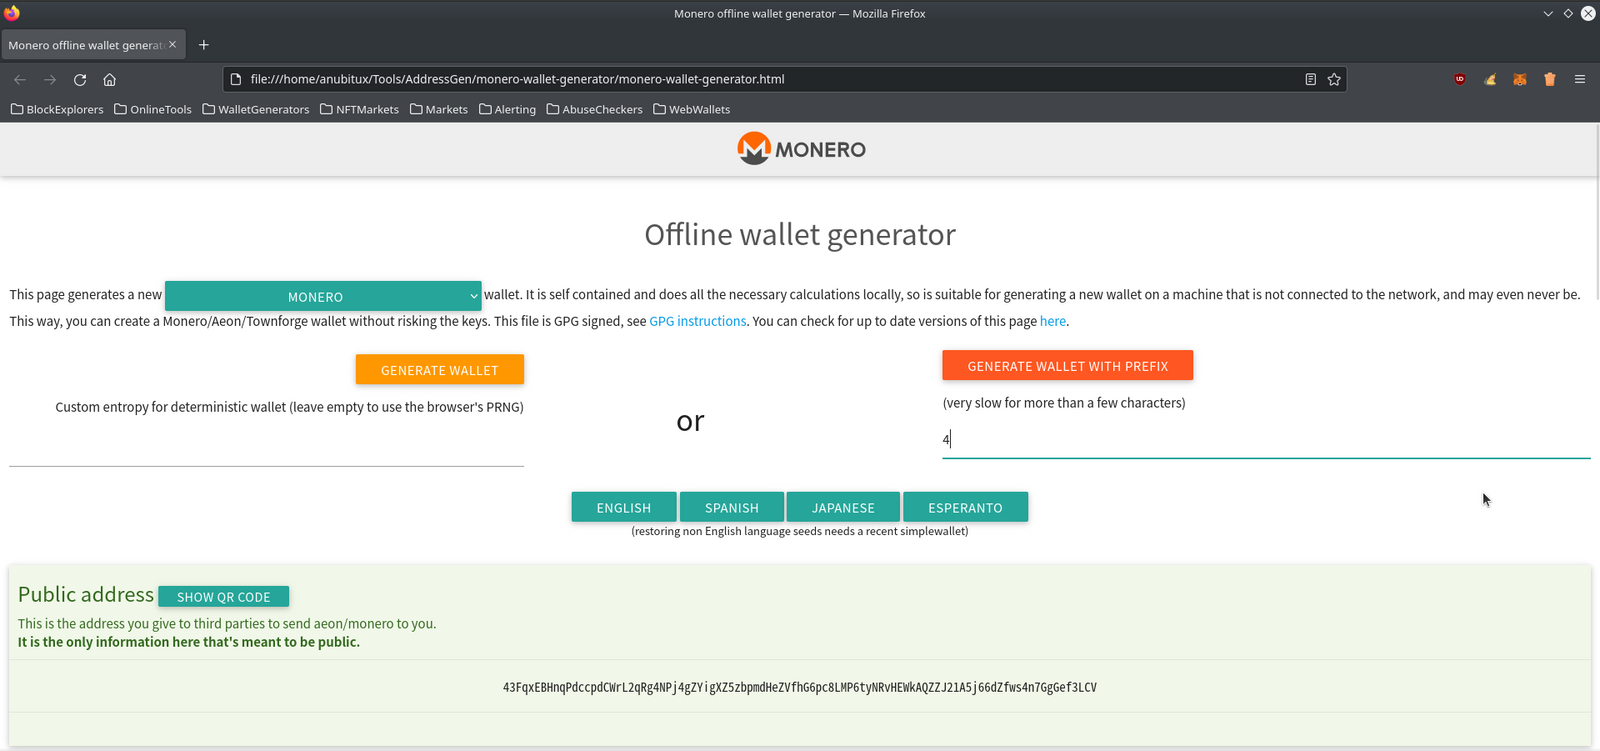 Monero offline wallet generator — Mozilla Firefox
Monero offline wallet generat
file:///home/anubitux/Tools/AddressGen/monero-wallet-generator/monero-wallet-generator.html
BlockExplorers OnlineTools WalletGenerators NFTMarkets Markets Alerting AbuseCheckers WebWallets
MONERO
Offline wallet generator
This page generates a new MONERO wallet. It is self contained and does all the necessary calculations locally, so is suitable for generating a new wallet on a machine that is not connected to the network, and may even never be.
This way, you can create a Monero/Aeon/Townforge wallet without risking the keys. This file is GPG signed, see GPG instructions. You can check for up to date versions of this page here.
GENERATE WALLET
Custom entropy for deterministic wallet (leave empty to use the browser's PRNG)
or
GENERATE WALLET WITH PREFIX
(very slow for more than a few characters)
4
ENGLISH SPANISH JAPANESE ESPERANTO
(restoring non English language seeds needs a recent simplewallet)
Public address SHOW QR CODE
This is the address you give to third parties to send aeon/monero to you.
It is the only information here that's meant to be public.
43FqxEBHnqPdccpdCWrL2qRg4NPj4gZYigXZ5zbpmdHeZVfhG6pc8LMP6tyNRvHEWkAQZZJ21A5j66dZfws4n7GgGef3LCV